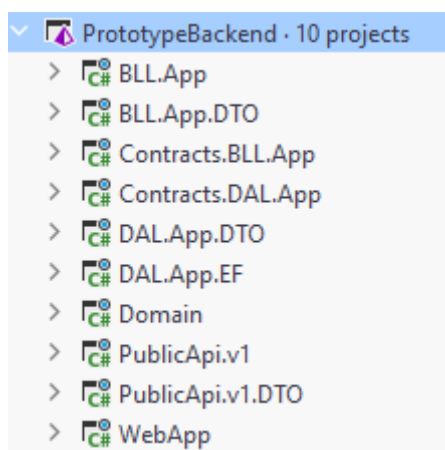 PrototypeBackend · 10 projects
C# BLL.App
C# BLL.App.DTO
C# Contracts.BLL.App
C# Contracts.DAL.App
C# DAL.App.DTO
C# DAL.App.EF
C# Domain
C# PublicApi.v1
C# PublicApi.v1.DTO
C# WebApp